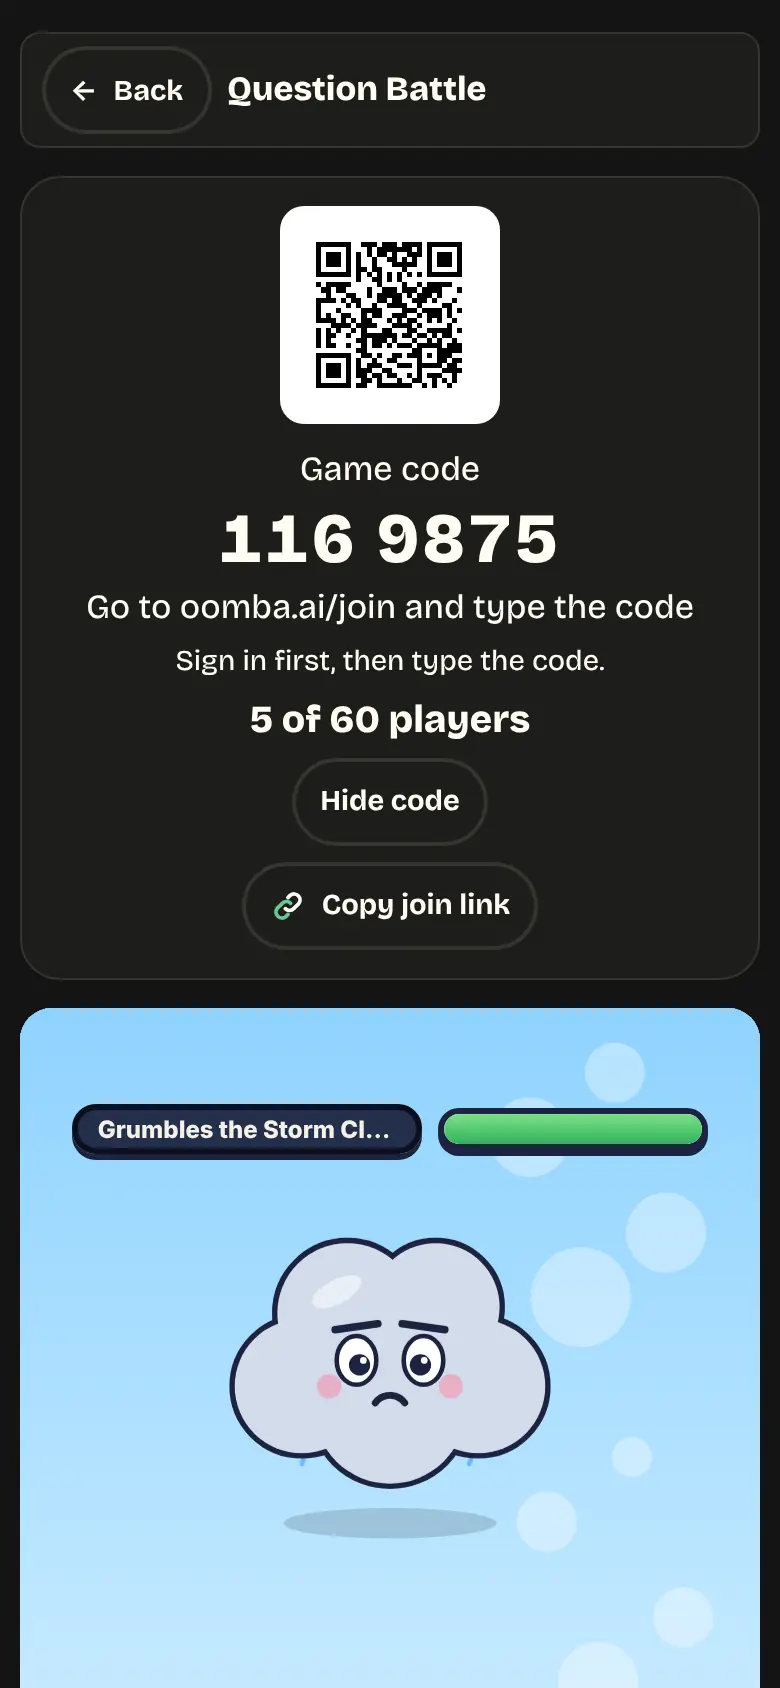 Back
Question Battle
Game code
116 9875
Go to oomba.ai/join and type the code
Sign in first, then type the code.
5 of 60 players
Hide code
Copy join link
Grumbles the Storm Cl...